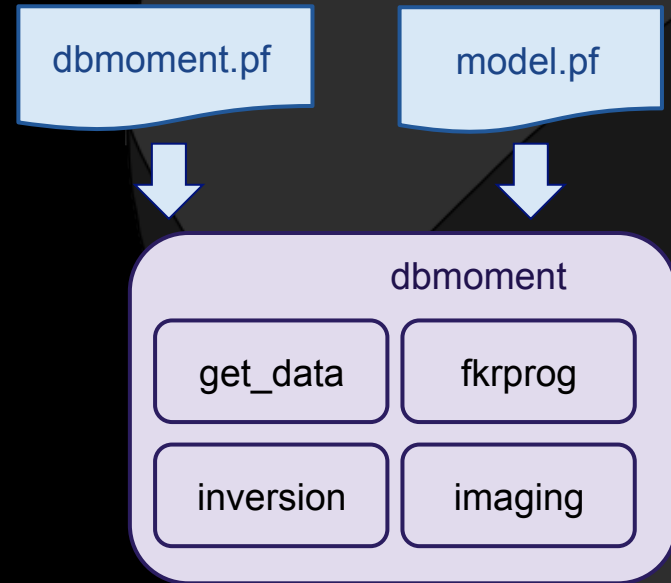 dbmoment.pf
model.pf
dbmoment
get_data
fkrprog
inversion
imaging